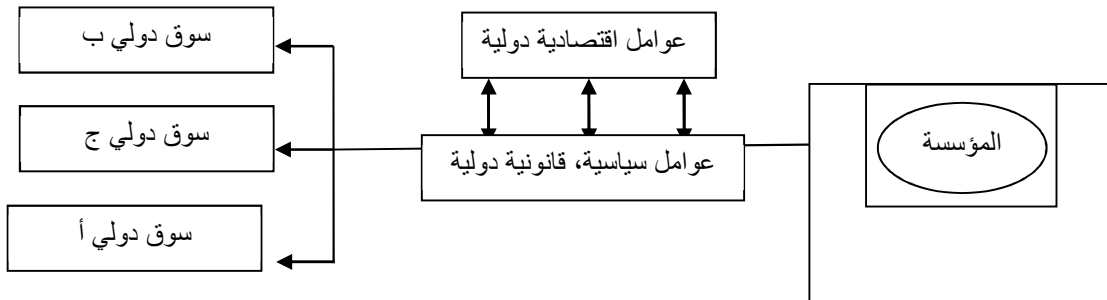 عوامل اقتصادية دولية
سوق دولي ب
المؤسسة
سوق دولي ج
عوامل سياسية، قانونية دولية
سوق دولي أ